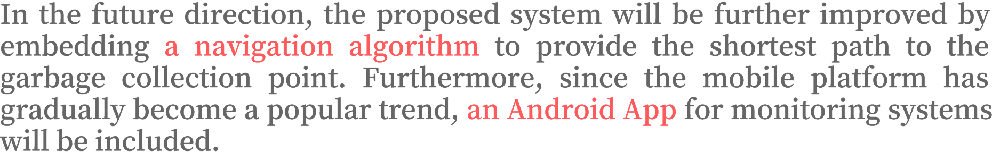 In the future direction, the proposed system will be further improved by
embedding a navigation algorithm to provide the shortest path to the
garbage collection point. Furthermore, since the mobile platform has
gradually become a popular trend, an Android App for monitoring systems
will be included.